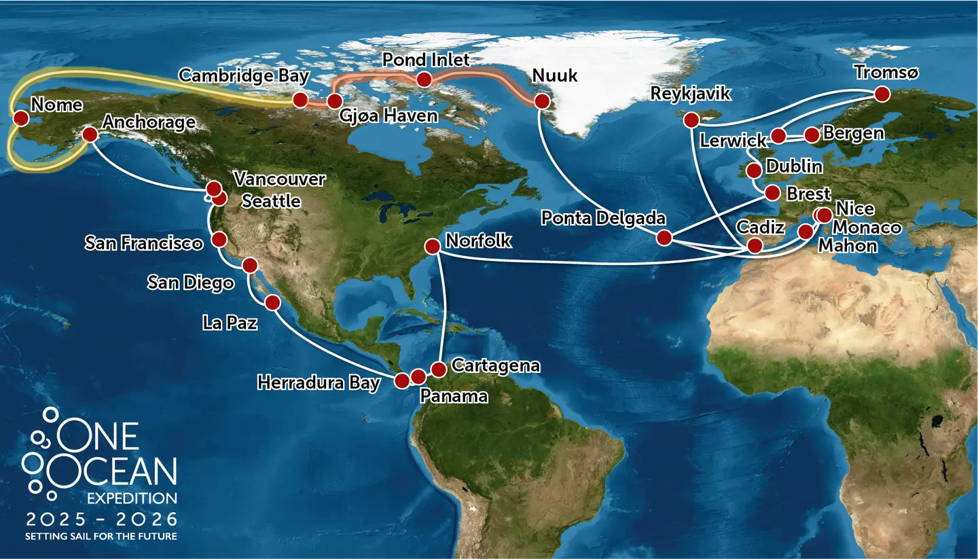 Pond Inlet
Cambridge Bay
Nuuk
Tromsø
Nome
Gjøa Haven
Reykjavik
Anchorage
Lerwick
Bergen
Dublin
Vancouver
Brest
Seattle
Nice
Ponta Delgada
Cadiz
Monaco
San Francisco
Norfolk
Mahon
San Diego
La Paz
Cartagena
Herradura Bay
Panama
ONE
OCEAN
EXPEDITION
2025 - 2026
SETTING SAIL FOR THE FUTURE